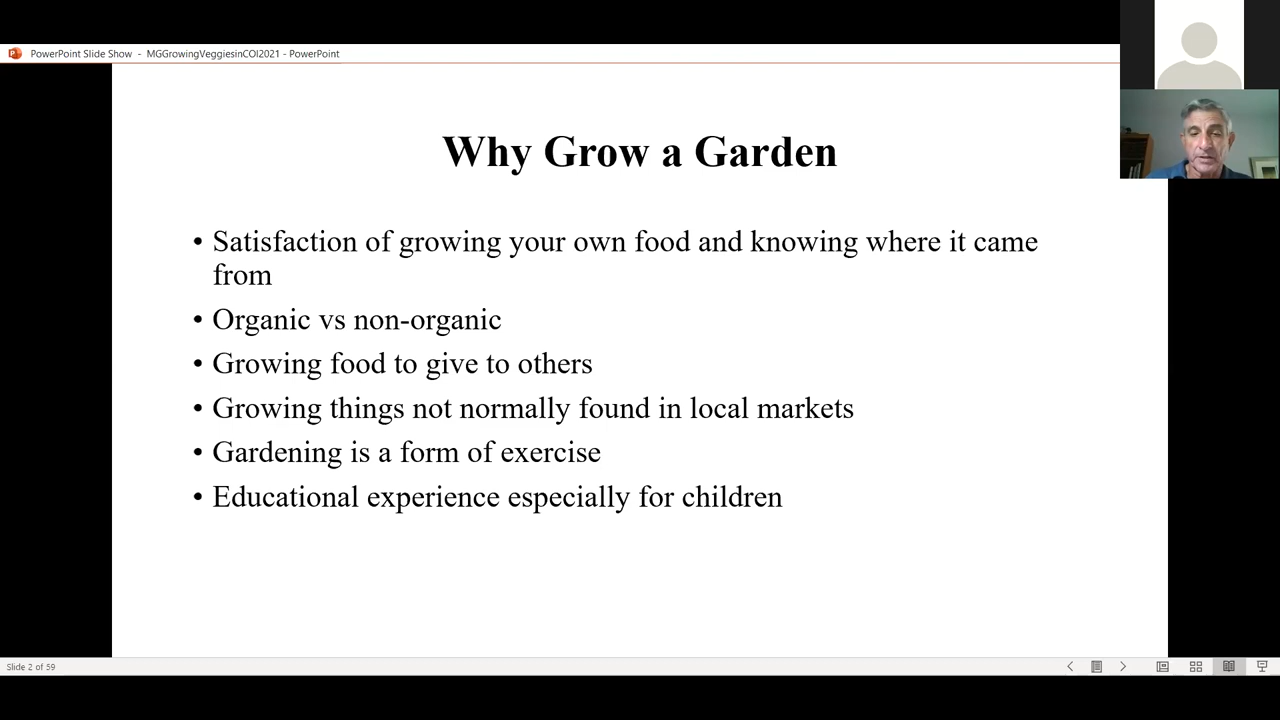 PowerPoint Slide Show - MGGrowingVeggiesinCOI2021 - PowerPoint
Why Grow a Garden
• Satisfaction of growing your own food and knowing where it came
from
• Organic vs non-organic
• Growing food to give to others
• Growing things not normally found in local markets
• Gardening is a form of exercise
• Educational experience especially for children
Slide 2 of 59